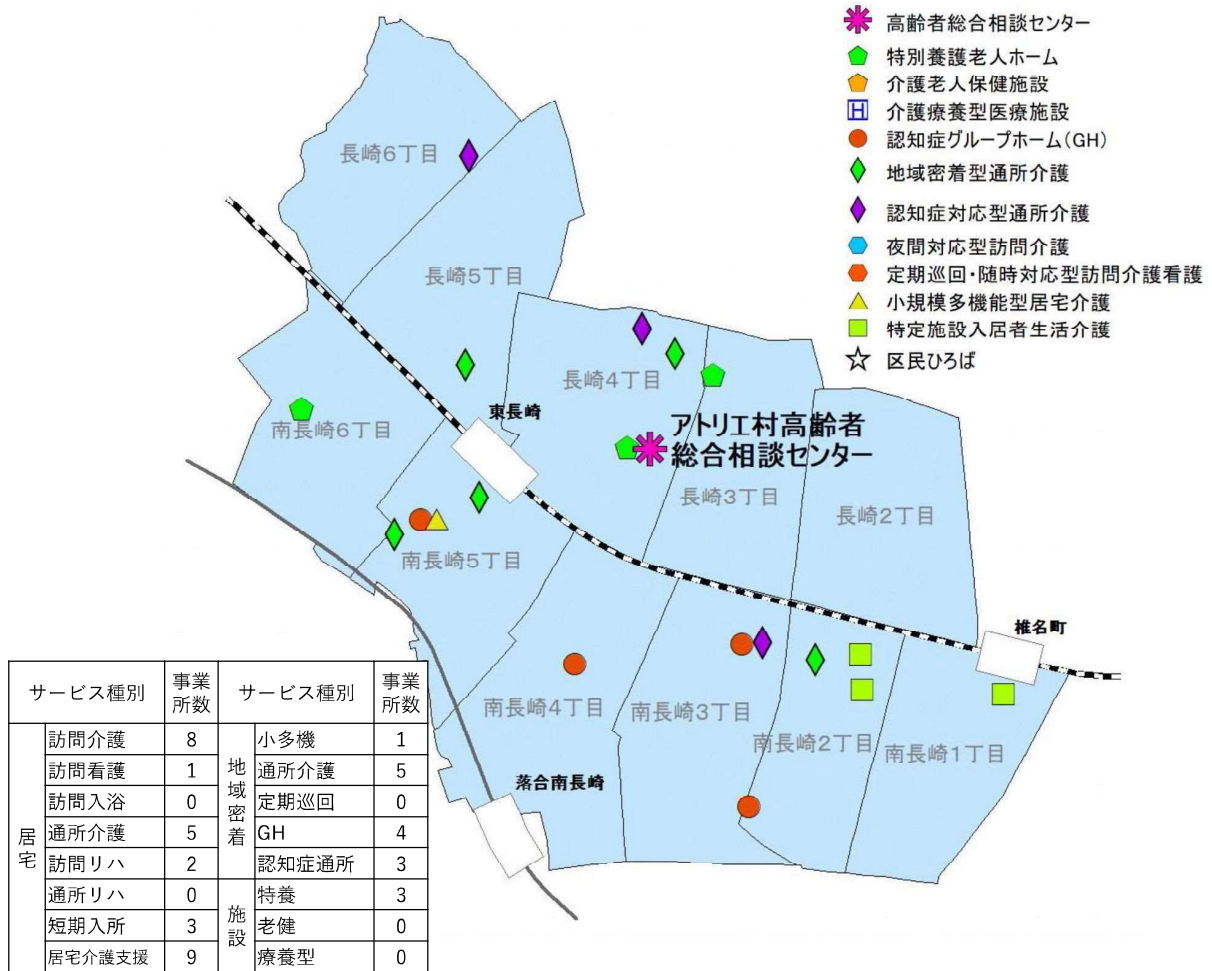 高齢者総合相談センター
特別養護老人ホーム
介護老人保健施設
H 介護療養型医療施設
認知症グループホーム(GH)
地域密着型通所介護
認知症対応型通所介護
夜間対応型訪問介護
定期巡回・随時対応型訪問介護看護
小規模多機能型居宅介護
特定施設入居者生活介護
区民ひろば
長崎6丁目
長崎5丁目
長崎4丁目
南長崎6丁目
東長崎
アトリエ村高齢者
総合相談センター
長崎3丁目
長崎2丁目
南長崎5丁目
椎名町
南長崎4丁目
南長崎3丁目
南長崎2丁目
南長崎1丁目
落合南長崎
サービス種別 事業所数 サービス種別 事業所数
居宅 訪問介護 8 地域密着 小多機 1
訪問看護 1 通所介護 5
訪問入浴 0 定期巡回 0
通所介護 5 GH 4
訪問リハ 2 認知症通所 3
通所リハ 0 施設 特養 3
短期入所 3 老健 0
居宅介護支援 9 療養型 0